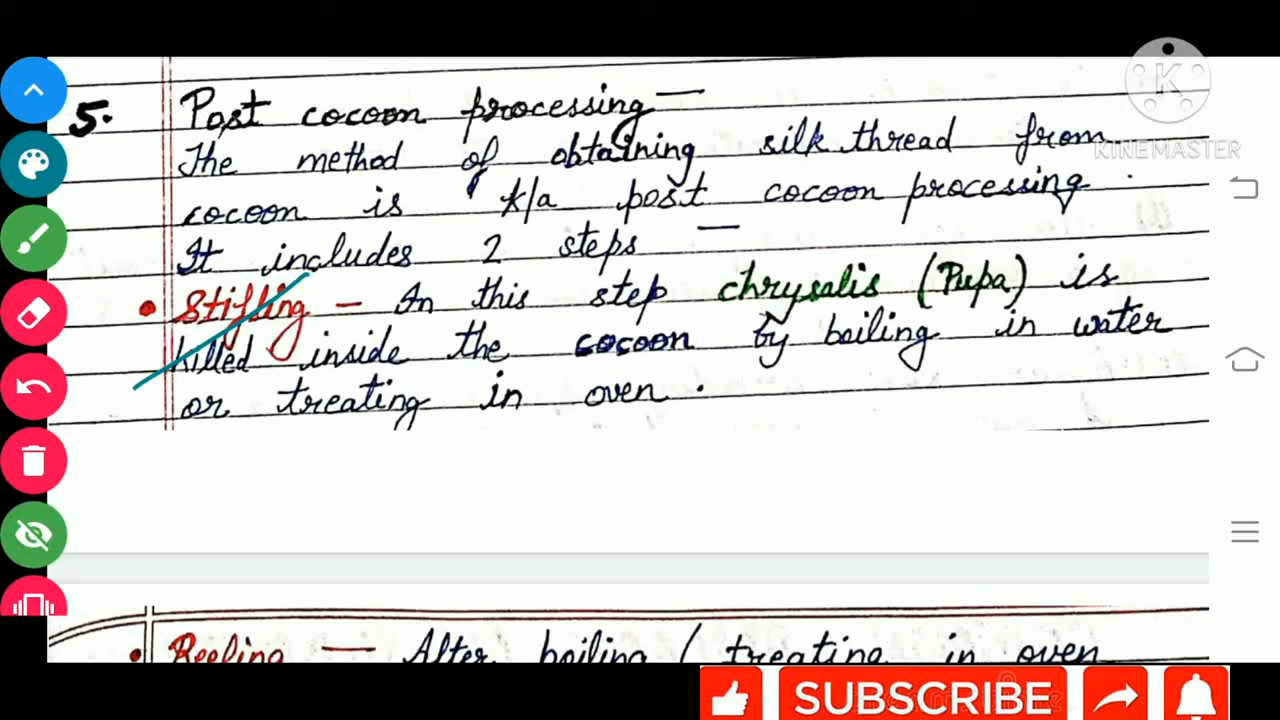 K
KINEMASTER
5. Post cocoon processing —
The method of obtaining silk thread from
cocoon is k/a post cocoon processing .
It includes 2 steps —
• Stifling — In this step chrysalis (Pupa) is
killed inside the cocoon by boiling in water
or treating in oven .
• Reeling — After boiling / treating in oven
SUBSCRIBE